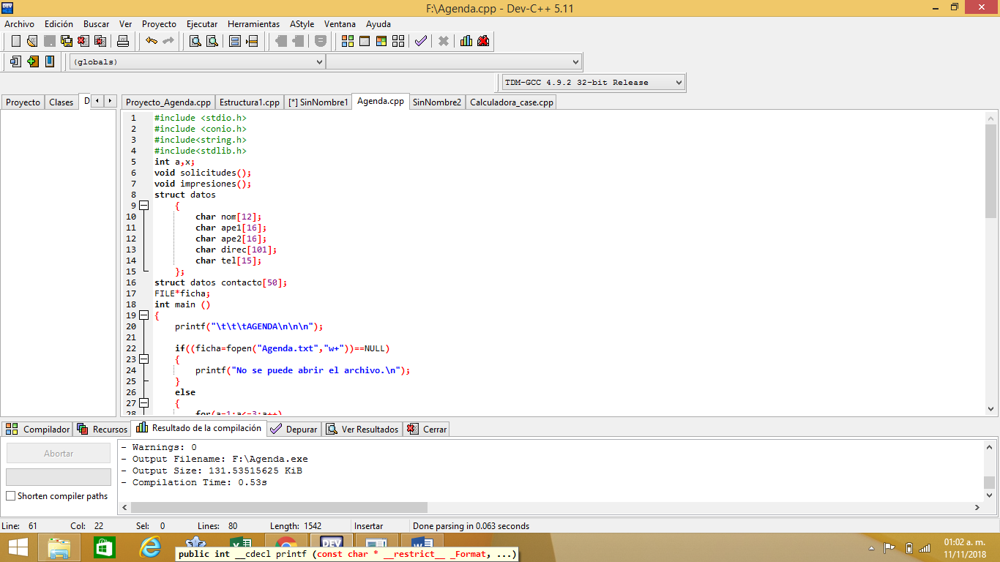 F:\Agenda.cpp - Dev-C++ 5.11
Archivo Edición Buscar Ver Proyecto Ejecutar Herramientas AStyle Ventana Ayuda
(globals)
TDM-GCC 4.9.2 32-bit Release
Proyecto Clases D
Proyecto_Agenda.cpp Estructura1.cpp [*] SinNombre1 Agenda.cpp SinNombre2 Calculadora_case.cpp
1 #include <stdio.h>
2 #include <conio.h>
3 #include<string.h>
4 #include<stdlib.h>
5 int a,x;
6 void solicitudes();
7 void impresiones();
8 struct datos
9 {
10 char nom[12];
11 char ape1[16];
12 char ape2[16];
13 char direc[101];
14 char tel[15];
15 };
16 struct datos contacto[50];
17 FILE*ficha;
18 int main ()
19 {
20 printf("\t\t\tAGENDA\n\n\n");
21
22 if((ficha=fopen("Agenda.txt","w+"))==NULL)
23 {
24 printf("No se puede abrir el archivo.\n");
25 }
26 else
27 {
28 for(a=1;a<=3;a++)
Compilador Recursos Resultado de la compilación Depurar Ver Resultados Cerrar
Abortar
Shorten compiler paths
- Warnings: 0
- Output Filename: F:\Agenda.exe
- Output Size: 131.53515625 KiB
- Compilation Time: 0.53s
Line: 61 Col: 22 Sel: 0 Lines: 80 Length: 1542 Insertar Done parsing in 0.063 seconds
public int __cdecl printf (const char * __restrict__ _Format, ...)
01:02 a. m.
11/11/2018